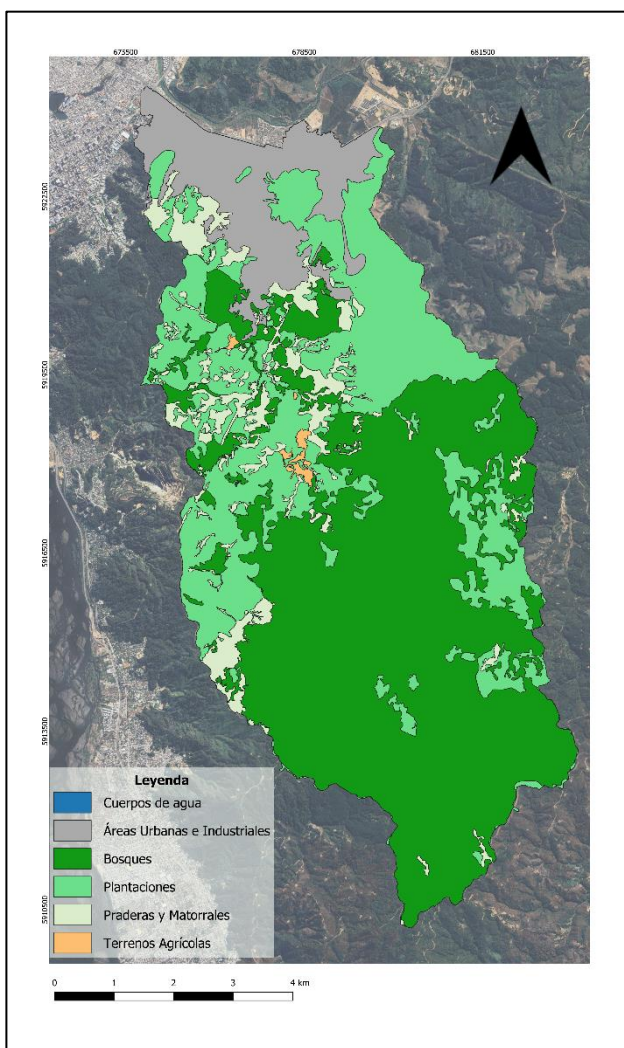 673500 678500 681500
5922500
5919500
5916500
5913500
5910500
Leyenda
Cuerpos de agua
Áreas Urbanas e Industriales
Bosques
Plantaciones
Praderas y Matorrales
Terrenos Agrícolas
0 1 2 3 4 km